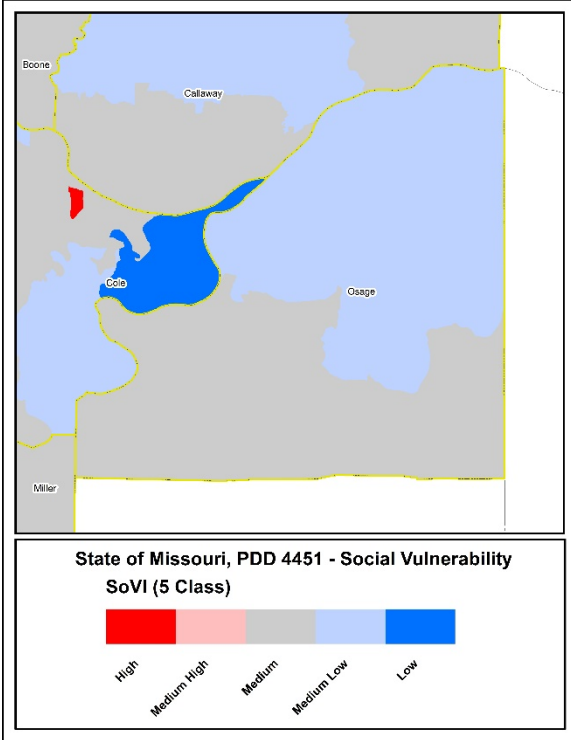 Boone
Callaway
Cole
Osage
Miller
State of Missouri, PDD 4451 - Social Vulnerability
SoVI (5 Class)
High
Medium High
Medium
Medium Low
Low